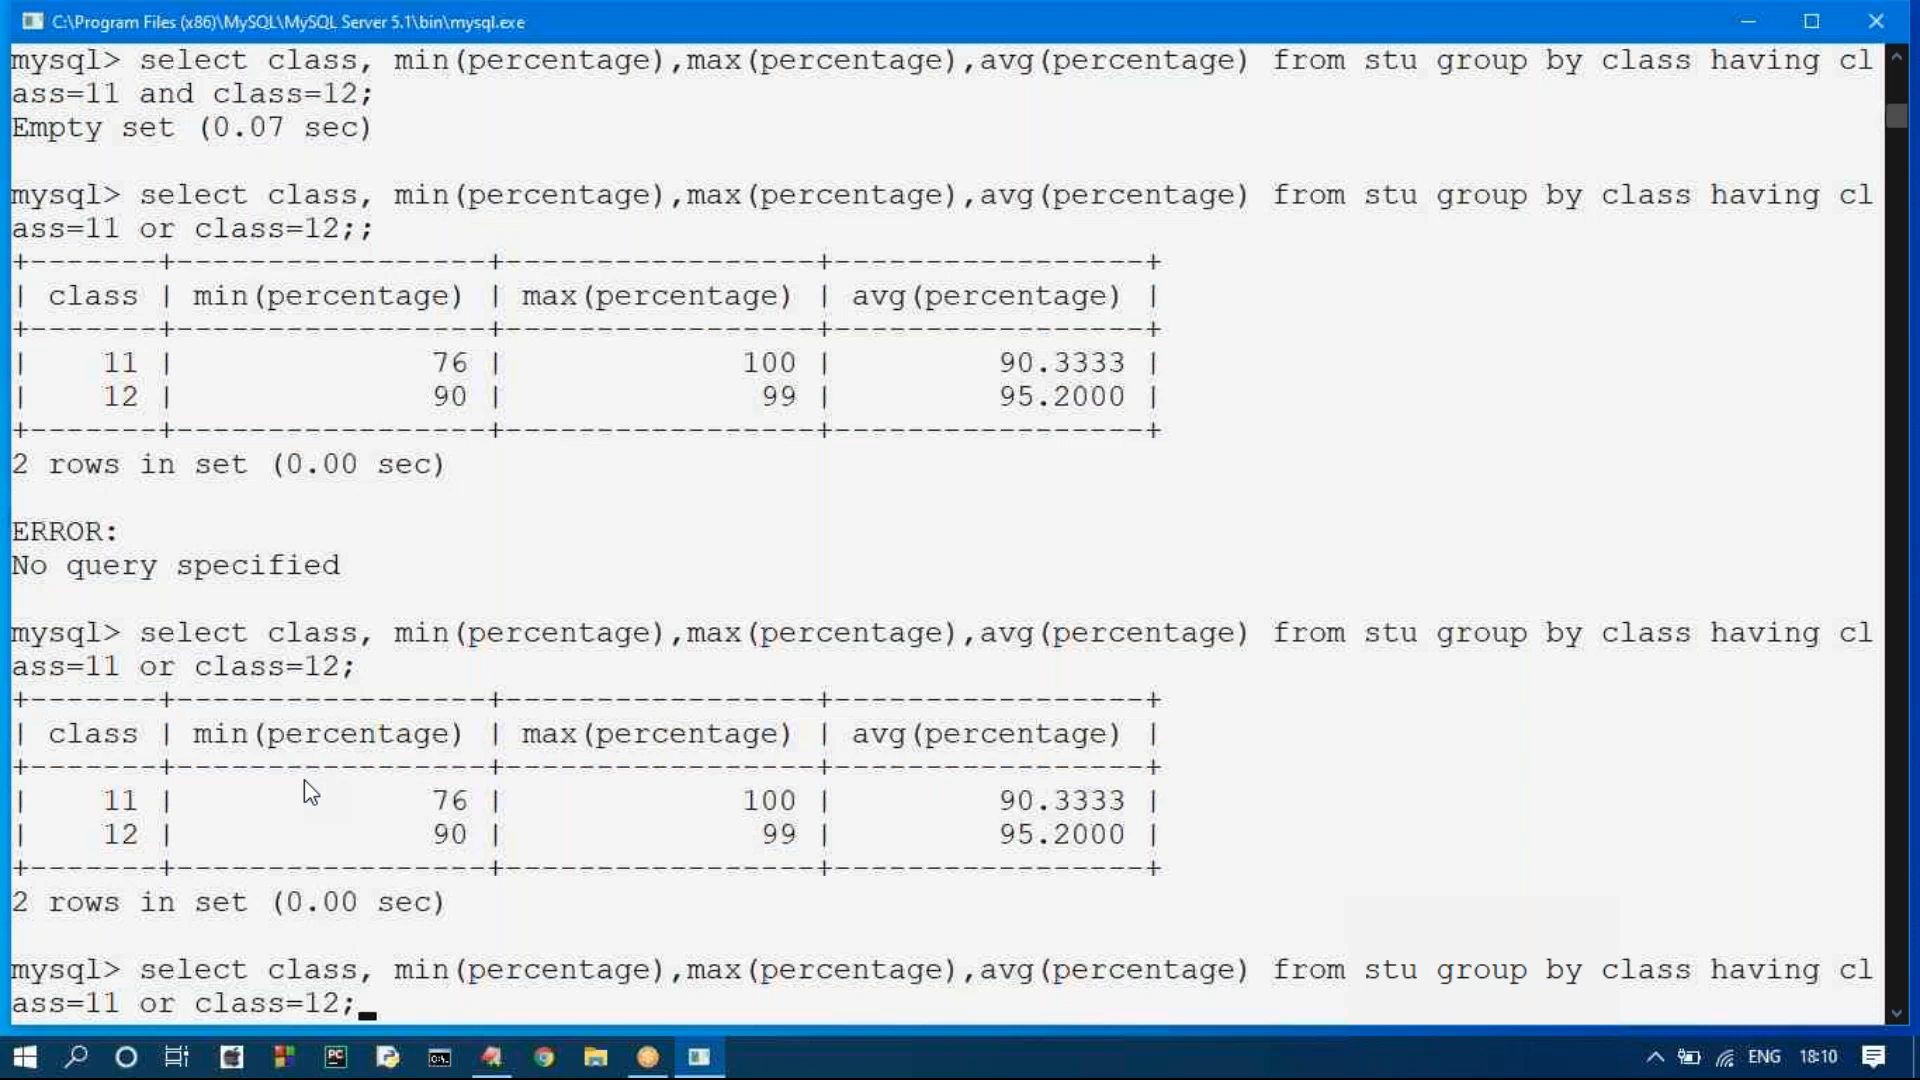 C:\Program Files (x86)\MySQL\MySQL Server 5.1\bin\mysql.exe
mysql> select class, min(percentage),max(percentage),avg(percentage) from stu group by class having cl
ass=11 and class=12;
Empty set (0.07 sec)
mysql> select class, min(percentage),max(percentage),avg(percentage) from stu group by class having cl
ass=11 or class=12;;
+-------+-----------------+-----------------+-----------------+
| class | min(percentage) | max(percentage) | avg(percentage) |
+-------+-----------------+-----------------+-----------------+
|    11 |              76 |             100 |         90.3333 |
|    12 |              90 |              99 |         95.2000 |
+-------+-----------------+-----------------+-----------------+
2 rows in set (0.00 sec)
ERROR:
No query specified
mysql> select class, min(percentage),max(percentage),avg(percentage) from stu group by class having cl
ass=11 or class=12;
+-------+-----------------+-----------------+-----------------+
| class | min(percentage) | max(percentage) | avg(percentage) |
+-------+-----------------+-----------------+-----------------+
|    11 |              76 |             100 |         90.3333 |
|    12 |              90 |              99 |         95.2000 |
+-------+-----------------+-----------------+-----------------+
2 rows in set (0.00 sec)
mysql> select class, min(percentage),max(percentage),avg(percentage) from stu group by class having cl
ass=11 or class=12;
PC
C:\.
ENG 18:10